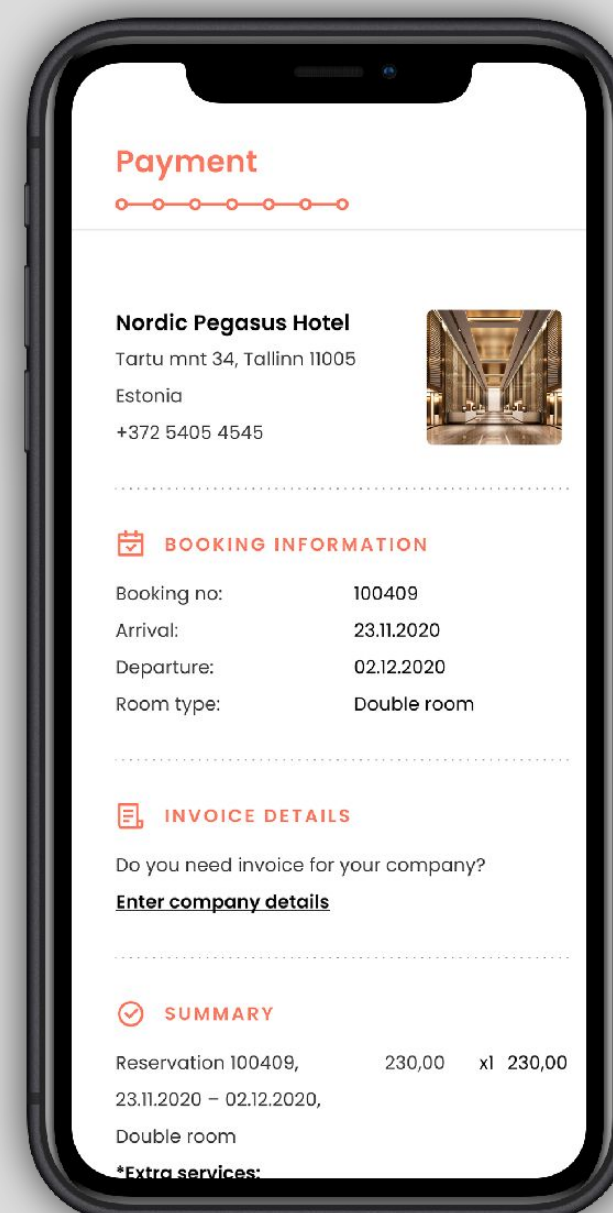 Payment
Nordic Pegasus Hotel
Tartu mnt 34, Tallinn 11005
Estonia
+372 5405 4545
BOOKING INFORMATION
Booking no: 100409
Arrival: 23.11.2020
Departure: 02.12.2020
Room type: Double room
INVOICE DETAILS
Do you need invoice for your company?
Enter company details
SUMMARY
Reservation 100409, 230,00 x1 230,00
23.11.2020 – 02.12.2020,
Double room
*Extra services: